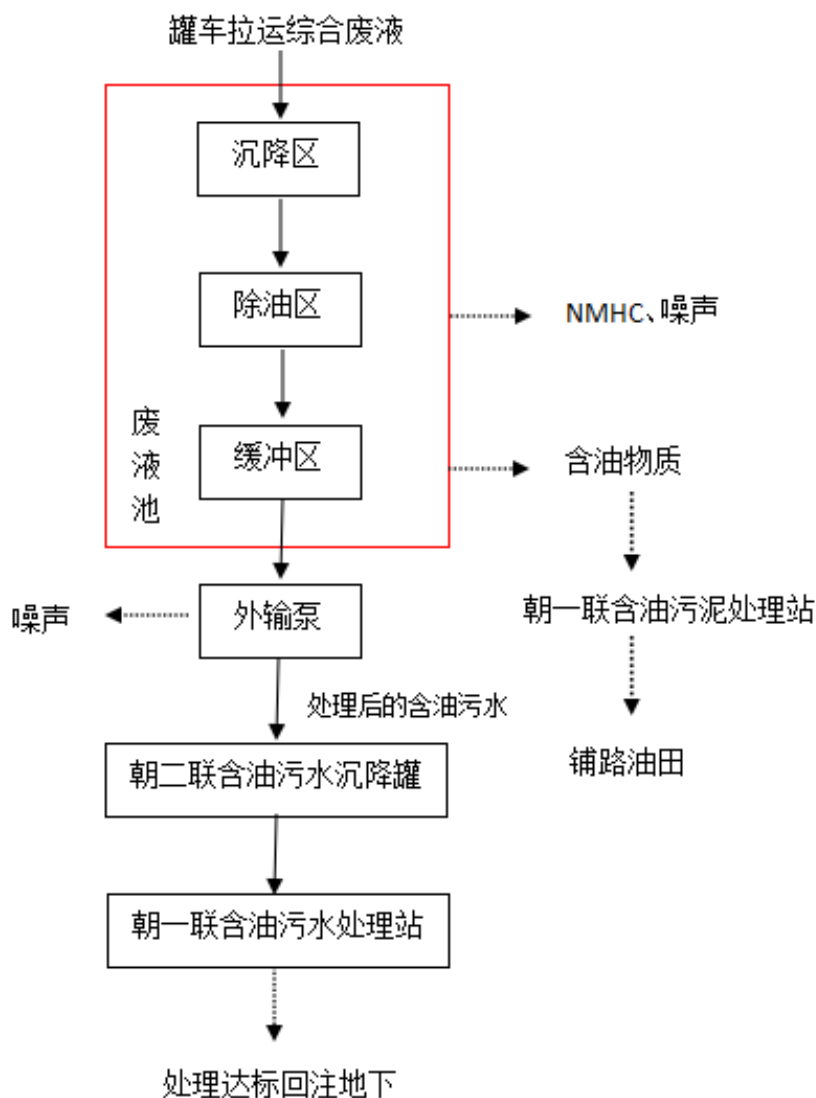 罐车拉运综合废液
沉降区
除油区
NMHC、噪声
废液池
缓冲区
含油物质
外输泵
噪声
朝一联含油污泥处理站
处理后的含油污水
朝二联含油污水沉降罐
铺路油田
朝一联含油污水处理站
处理达标回注地下